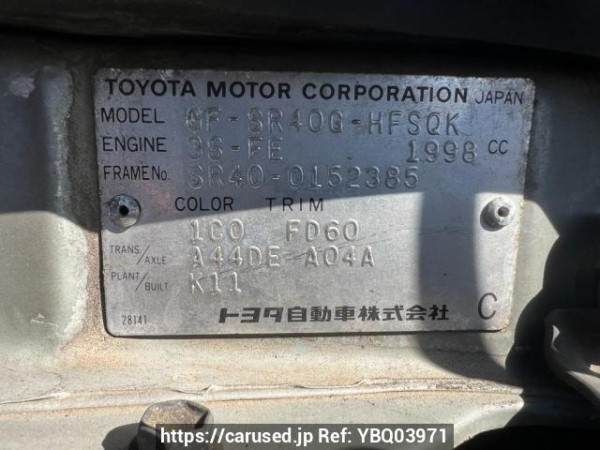 TOYOTA MOTOR CORPORATION JAPAN
MODEL GF-SR40G-HFSQK
ENGINE 3S-FE 1998 CC
FRAME No. SR40-0152385
COLOR TRIM
1C0 FD60
TRANS/AXLE A44DE A04A
PLANT/BUILT K11
28141 トヨタ自動車株式会社 C
https://carused.jp Ref: YBQ03971